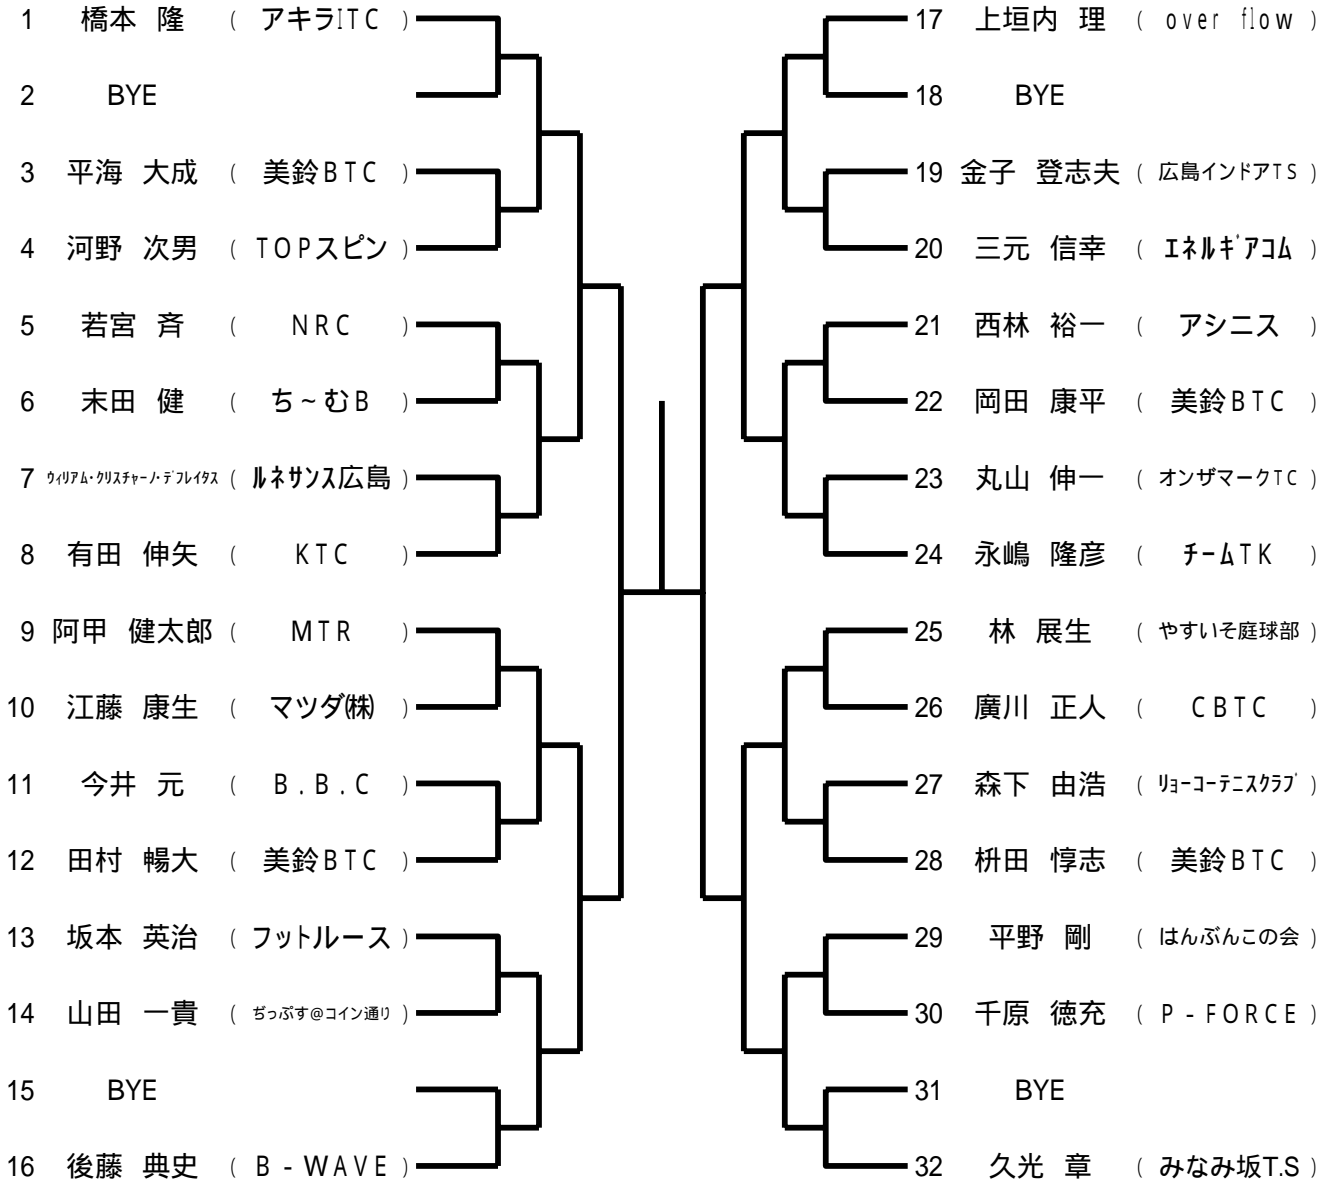 1 橋本 隆 ( アキラITC )
2 BYE
3 平海 大成 ( 美鈴BTC )
4 河野 次男 ( TOPスピン )
5 若宮 斉 ( NRC )
6 末田 健 ( ち~むB )
7 ウィリアム・クリスチャーノ・デフレイタス ( ルネサンス広島 )
8 有田 伸矢 ( KTC )
9 阿甲 健太郎 ( MTR )
10 江藤 康生 ( マツダ㈱ )
11 今井 元 ( B.B.C )
12 田村 暢大 ( 美鈴BTC )
13 坂本 英治 ( フットルース )
14 山田 一貴 ( ぢっぷす@コイン通り )
15 BYE
16 後藤 典史 ( B-WAVE )
17 上垣内 理 ( over flow )
18 BYE
19 金子 登志夫 ( 広島インドアTS )
20 三元 信幸 ( エネルギアコム )
21 西林 裕一 ( アシニス )
22 岡田 康平 ( 美鈴BTC )
23 丸山 伸一 ( オンザマークTC )
24 永嶋 隆彦 ( チームTK )
25 林 展生 ( やすいそ庭球部 )
26 廣川 正人 ( CBTC )
27 森下 由浩 ( リョーコーテニスクラブ )
28 枡田 惇志 ( 美鈴BTC )
29 平野 剛 ( はんぶんこの会 )
30 千原 徳充 ( P-FORCE )
31 BYE
32 久光 章 ( みなみ坂T.S )